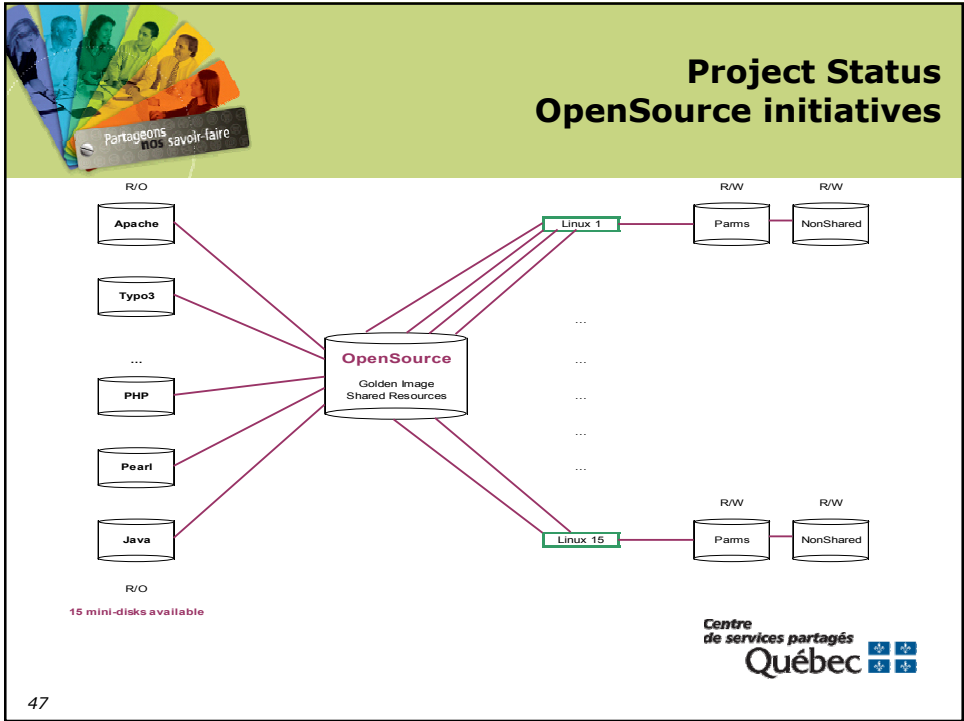 Project Status
OpenSource initiatives
Partageons
nos savoir-faire
R/O
R/W
R/W
Apache
Linux 1
Parms
NonShared
Typo3
...
...
OpenSource
...
Golden Image
Shared Resources
PHP
...
...
Pearl
...
R/W
R/W
Java
Linux 15
Parms
NonShared
R/O
15 mini-disks available
Centre
de services partagés
Québec
47